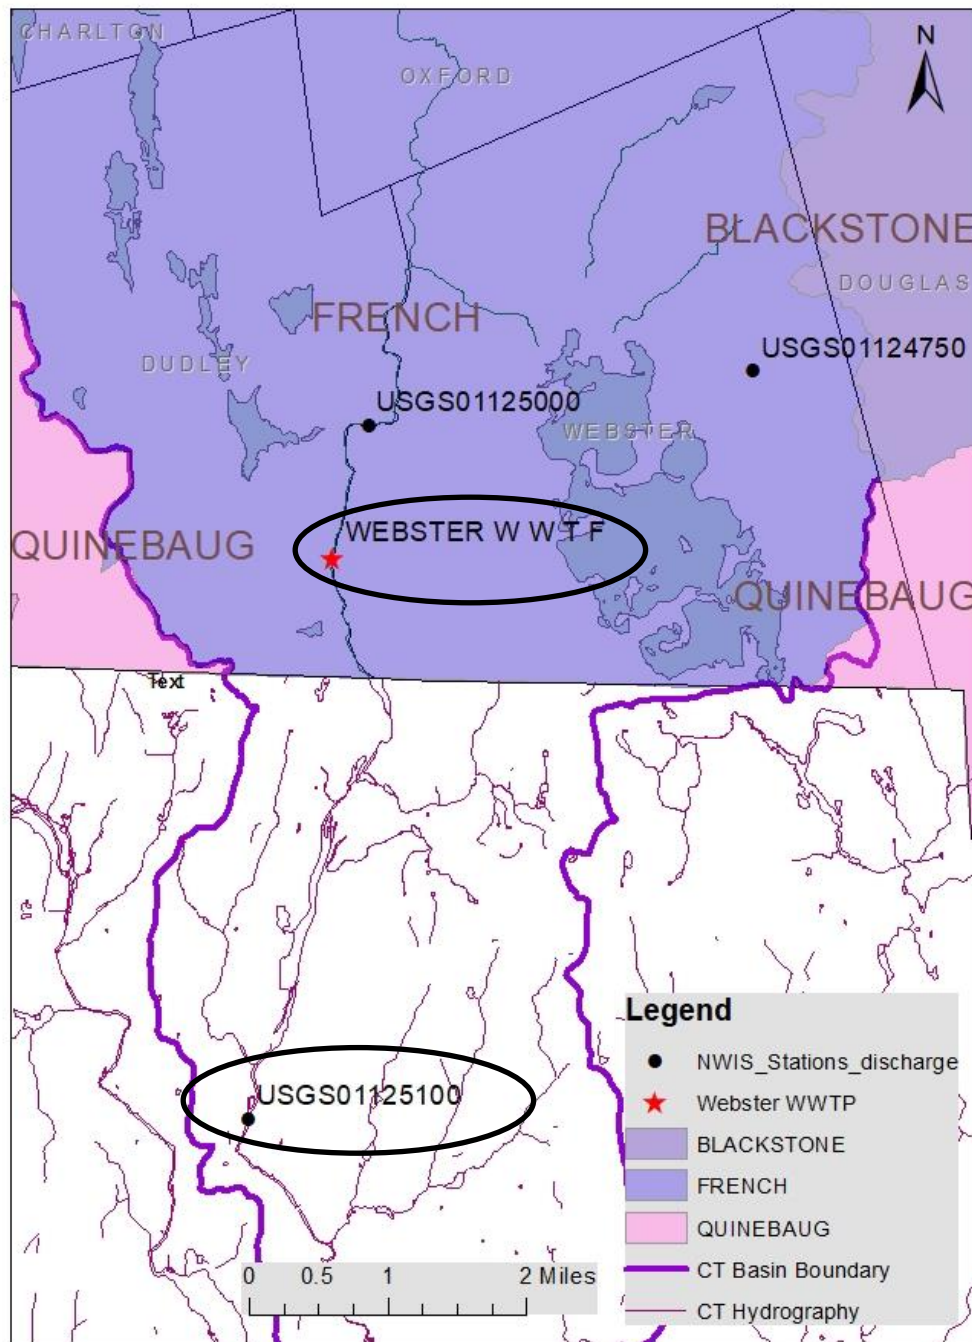 CHARLTON
N
OXFORD
BLACKSTONE
DOUGLAS
FRENCH
USGS01124750
DUDLEY
USGS01125000
WEBSTER
WEBSTER W W T F
QUINEBAUG
QUINEBAUG
Text
Legend
NWIS_Stations_discharge
USGS01125100
Webster WWTP
BLACKSTONE
FRENCH
QUINEBAUG
CT Basin Boundary
0 0.5 1 2 Miles
CT Hydrography